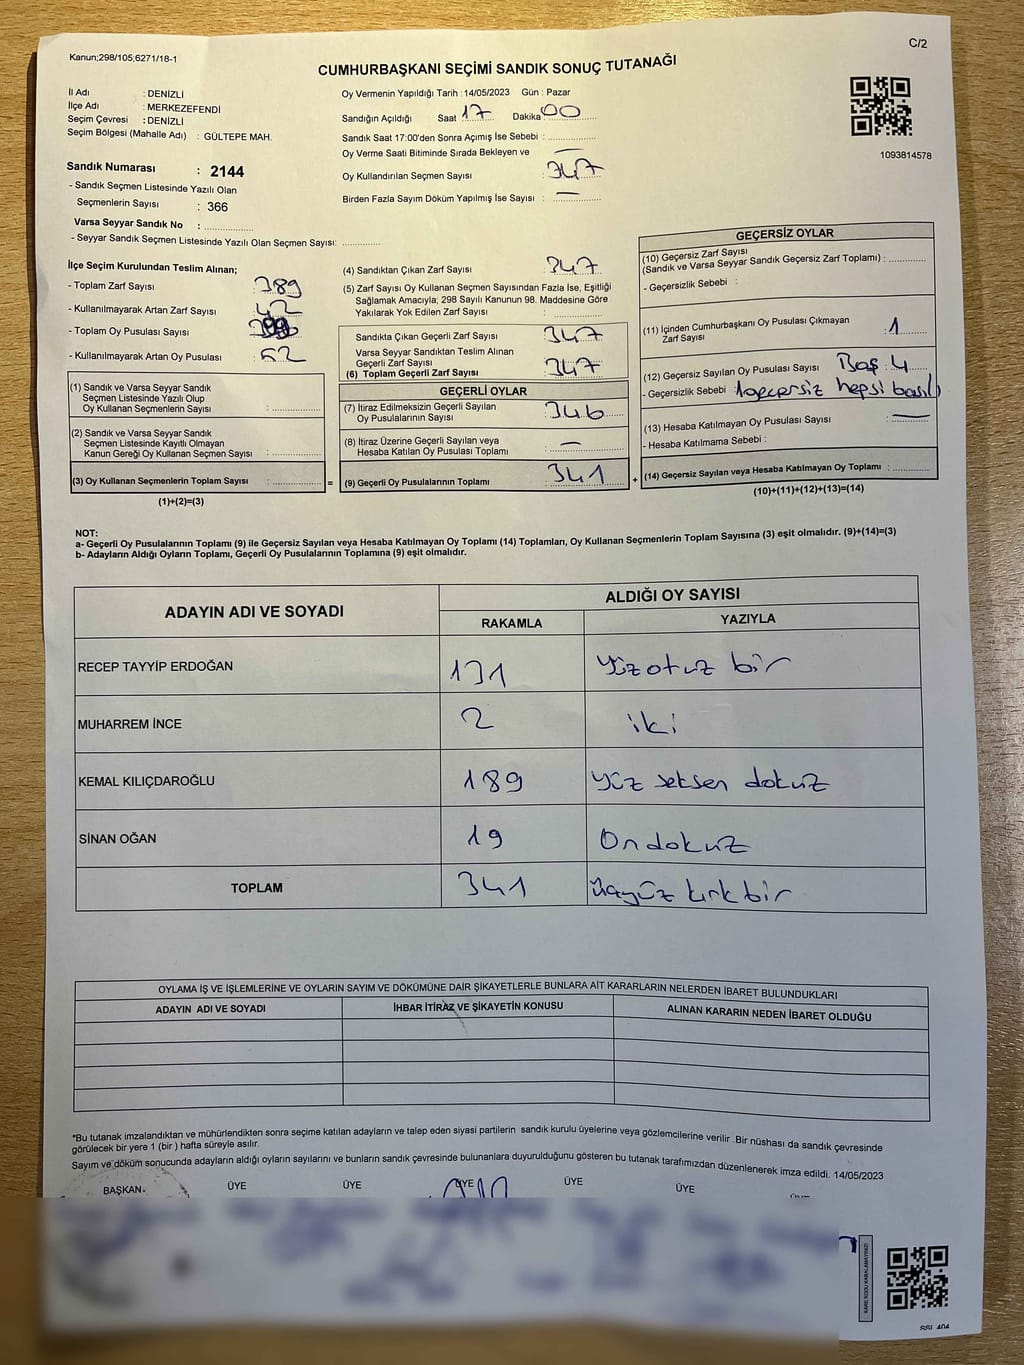 Kanun;298/105;6271/18-1
C/2
CUMHURBAŞKANI SEÇİMİ SANDIK SONUÇ TUTANAĞI
İl Adı : DENİZLİ
İlçe Adı : MERKEZEFENDİ
Seçim Çevresi : DENİZLİ
Seçim Bölgesi (Mahalle Adı) : GÜLTEPE MAH.
Sandık Numarası : 2144
- Sandık Seçmen Listesinde Yazılı Olan
Seçmenlerin Sayısı : 366
Varsa Seyyar Sandık No :
- Seyyar Sandık Seçmen Listesinde Yazılı Olan Seçmen Sayısı:
Oy Vermenin Yapıldığı Tarih : 14/05/2023 Gün : Pazar
Sandığın Açıldığı Saat 17 Dakika 00
Sandık Saat 17:00'den Sonra Açımış İse Sebebi :
Oy Verme Saati Bitiminde Sırada Bekleyen ve
Oy Kullandırılan Seçmen Sayısı : 347
Birden Fazla Sayım Döküm Yapılmış İse Sayısı : —
1093814578
İlçe Seçim Kurulundan Teslim Alınan;
- Toplam Zarf Sayısı : 389
- Kullanılmayarak Artan Zarf Sayısı : 42
- Toplam Oy Pusulası Sayısı :
- Kullanılmayarak Artan Oy Pusulası : 52
(1) Sandık ve Varsa Seyyar Sandık
Seçmen Listesinde Yazılı Olup
Oy Kullanan Seçmenlerin Sayısı :
(2) Sandık ve Varsa Seyyar Sandık
Seçmen Listesinde Kayıtlı Olmayan
Kanun Gereği Oy Kullanan Seçmen Sayısı :
(3) Oy Kullanan Seçmenlerin Toplam Sayısı :
(1)+(2)=(3)
=
(4) Sandıktan Çıkan Zarf Sayısı : 347
(5) Zarf Sayısı Oy Kullanan Seçmen Sayısından Fazla İse, Eşitliği
Sağlamak Amacıyla; 298 Sayılı Kanunun 98. Maddesine Göre
Yakılarak Yok Edilen Zarf Sayısı :
Sandıkta Çıkan Geçerli Zarf Sayısı : 347
Varsa Seyyar Sandıktan Teslim Alınan
Geçerli Zarf Sayısı
(6) Toplam Geçerli Zarf Sayısı : 347
GEÇERLİ OYLAR
(7) İtiraz Edilmeksizin Geçerli Sayılan
Oy Pusulalarının Sayısı : 346
(8) İtiraz Üzerine Geçerli Sayılan veya
Hesaba Katılan Oy Pusulası Toplamı : —
(9) Geçerli Oy Pusulalarının Toplamı : 341
+
GEÇERSİZ OYLAR
(10) Geçersiz Zarf Sayısı
(Sandık ve Varsa Seyyar Sandık Geçersiz Zarf Toplamı) :
- Geçersizlik Sebebi :
(11) İçinden Cumhurbaşkanı Oy Pusulası Çıkmayan
Zarf Sayısı : 1
(12) Geçersiz Sayılan Oy Pusulası Sayısı Boş 4
- Geçersizlik Sebebi : 1 geçersiz hepsi basılı
(13) Hesaba Katılmayan Oy Pusulası Sayısı : —
- Hesaba Katılmama Sebebi :
(14) Geçersiz Sayılan veya Hesaba Katılmayan Oy Toplamı :
(10)+(11)+(12)+(13)=(14)
NOT:
a- Geçerli Oy Pusulalarının Toplamı (9) ile Geçersiz Sayılan veya Hesaba Katılmayan Oy Toplamı (14) Toplamları, Oy Kullanan Seçmenlerin Toplam Sayısına (3) eşit olmalıdır. (9)+(14)=(3)
b- Adayların Aldığı Oyların Toplamı, Geçerli Oy Pusulalarının Toplamına (9) eşit olmalıdır.
ADAYIN ADI VE SOYADI
ALDIĞI OY SAYISI
RAKAMLA YAZIYLA
RECEP TAYYİP ERDOĞAN 131 Yüz otuz bir
MUHARREM İNCE 2 iki
KEMAL KILIÇDAROĞLU 189 Yüz seksen dokuz
SİNAN OĞAN 19 On dokuz
TOPLAM 341 üçyüz kırk bir
OYLAMA İŞ VE İŞLEMLERİNE VE OYLARIN SAYIM VE DÖKÜMÜNE DAİR ŞİKAYETLERLE BUNLARA AİT KARARLARIN NELERDEN İBARET BULUNDUKLARI
ADAYIN ADI VE SOYADI İHBAR İTİRAZ VE ŞİKAYETİN KONUSU ALINAN KARARIN NEDEN İBARET OLDUĞU
*Bu tutanak imzalandıktan ve mühürlendikten sonra seçime katılan adayların ve talep eden siyasi partilerin sandık kurulu üyelerine veya gözlemcilerine verilir .Bir nüshası da sandık çevresinde
görülecek bir yere 1 (bir ) hafta süreyle asılır.
Sayım ve döküm sonucunda adayların aldığı oyların sayılarını ve bunların sandık çevresinde bulunanlara duyurulduğunu gösteren bu tutanak tarafımızdan düzenlenerek imza edildi. 14/05/2023
BAŞKAN ÜYE ÜYE ÜYE ÜYE ÜYE
KARE KODU KARALAMAYINIZ!